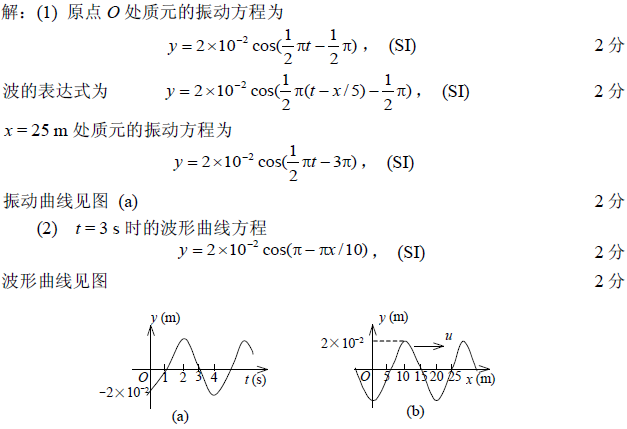 解：(1) 原点 O 处质元的振动方程为
y = 2×10⁻² cos(½πt − ½π)， (SI) 2 分
波的表达式为 y = 2×10⁻² cos(½π(t − x/5) − ½π)， (SI) 2 分
x = 25 m 处质元的振动方程为
y = 2×10⁻² cos(½πt − 3π)， (SI)
振动曲线见图 (a) 2 分
(2) t = 3 s 时的波形曲线方程
y = 2×10⁻² cos(π − πx/10)， (SI) 2 分
波形曲线见图 2 分
y (m)
O 1 2 3 4 t (s)
−2×10⁻²
(a)
y (m)
u
2×10⁻²
O 5 10 15 20 25 x (m)
(b)